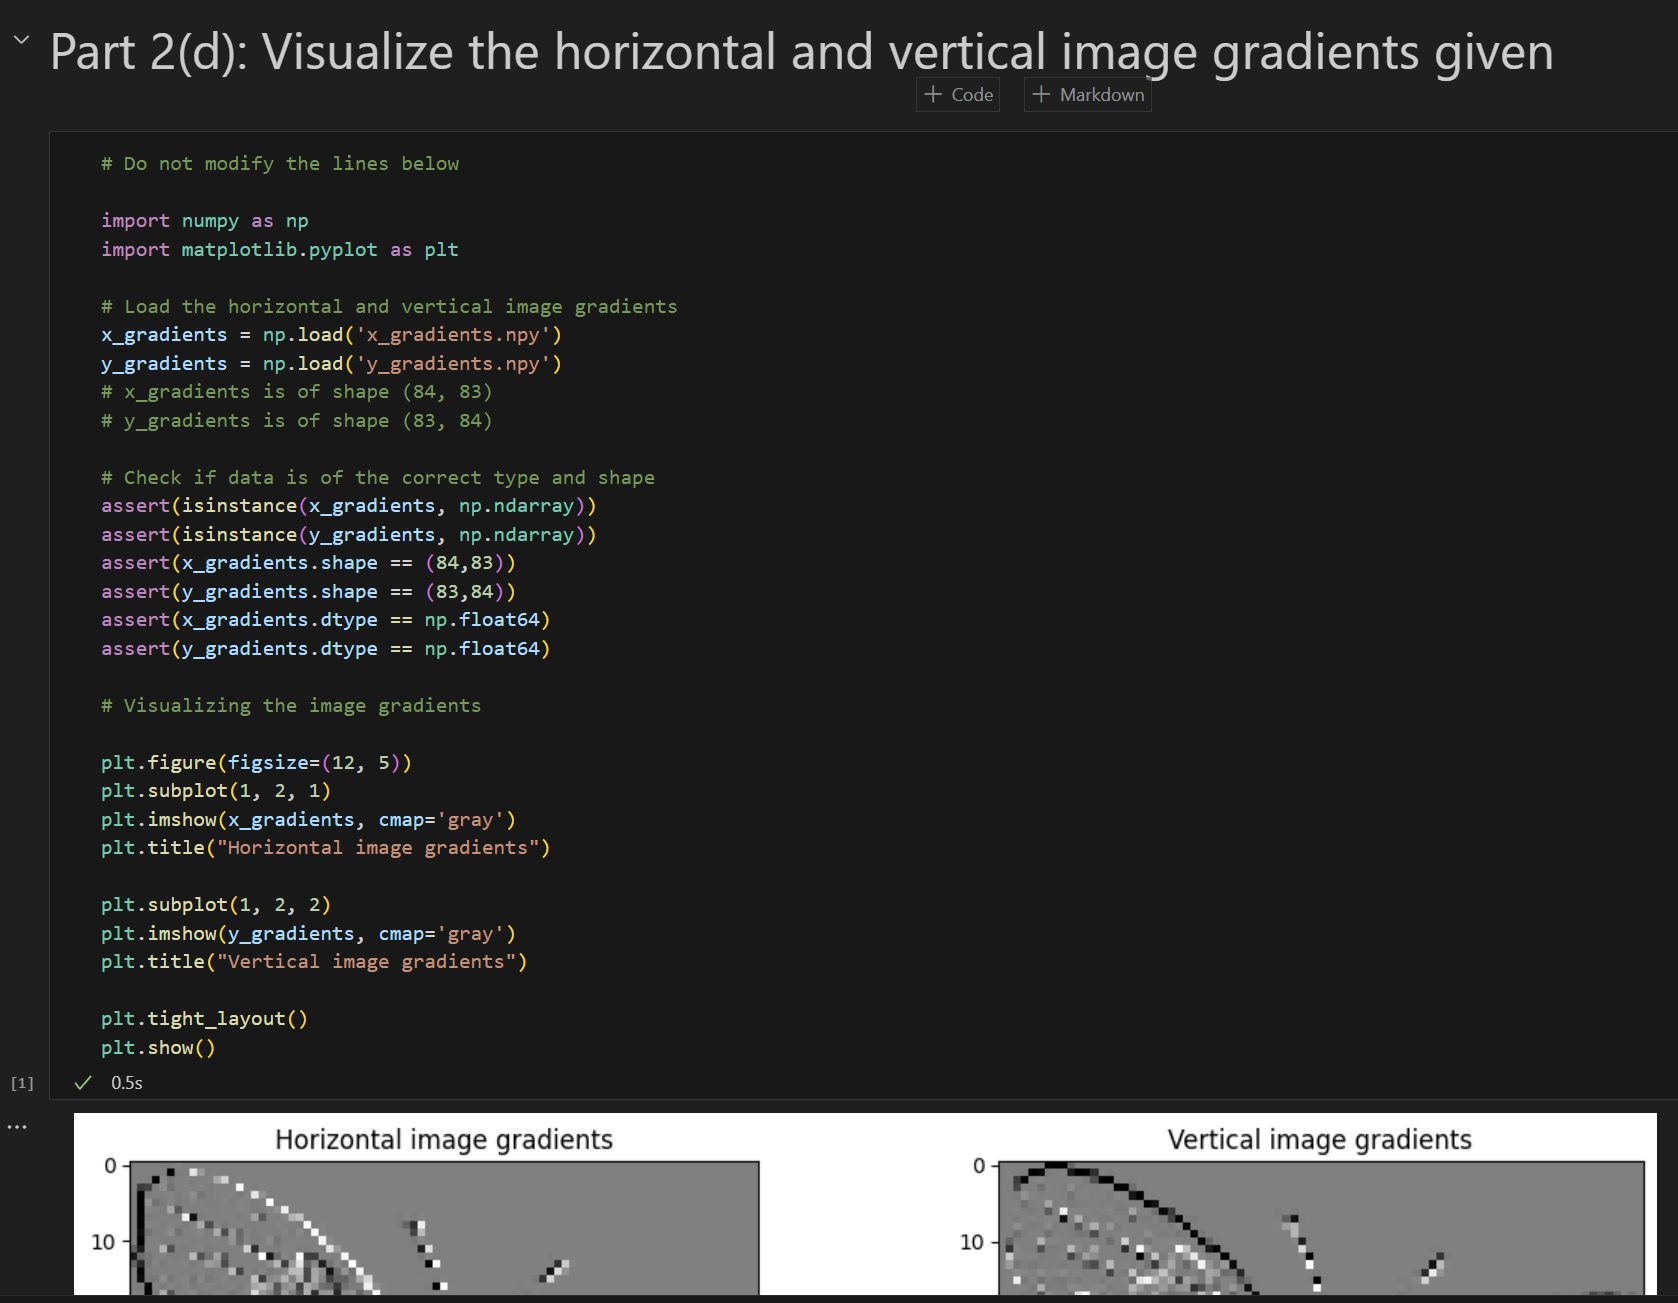 Part 2(d): Visualize the horizontal and vertical image gradients given
+ Code + Markdown
# Do not modify the lines below
import numpy as np
import matplotlib.pyplot as plt
# Load the horizontal and vertical image gradients
x_gradients = np.load('x_gradients.npy')
y_gradients = np.load('y_gradients.npy')
# x_gradients is of shape (84, 83)
# y_gradients is of shape (83, 84)
# Check if data is of the correct type and shape
assert(isinstance(x_gradients, np.ndarray))
assert(isinstance(y_gradients, np.ndarray))
assert(x_gradients.shape == (84,83))
assert(y_gradients.shape == (83,84))
assert(x_gradients.dtype == np.float64)
assert(y_gradients.dtype == np.float64)
# Visualizing the image gradients
plt.figure(figsize=(12, 5))
plt.subplot(1, 2, 1)
plt.imshow(x_gradients, cmap='gray')
plt.title("Horizontal image gradients")
plt.subplot(1, 2, 2)
plt.imshow(y_gradients, cmap='gray')
plt.title("Vertical image gradients")
plt.tight_layout()
plt.show()
[1] ✓ 0.5s
...
Horizontal image gradients
0
10
Vertical image gradients
0
10